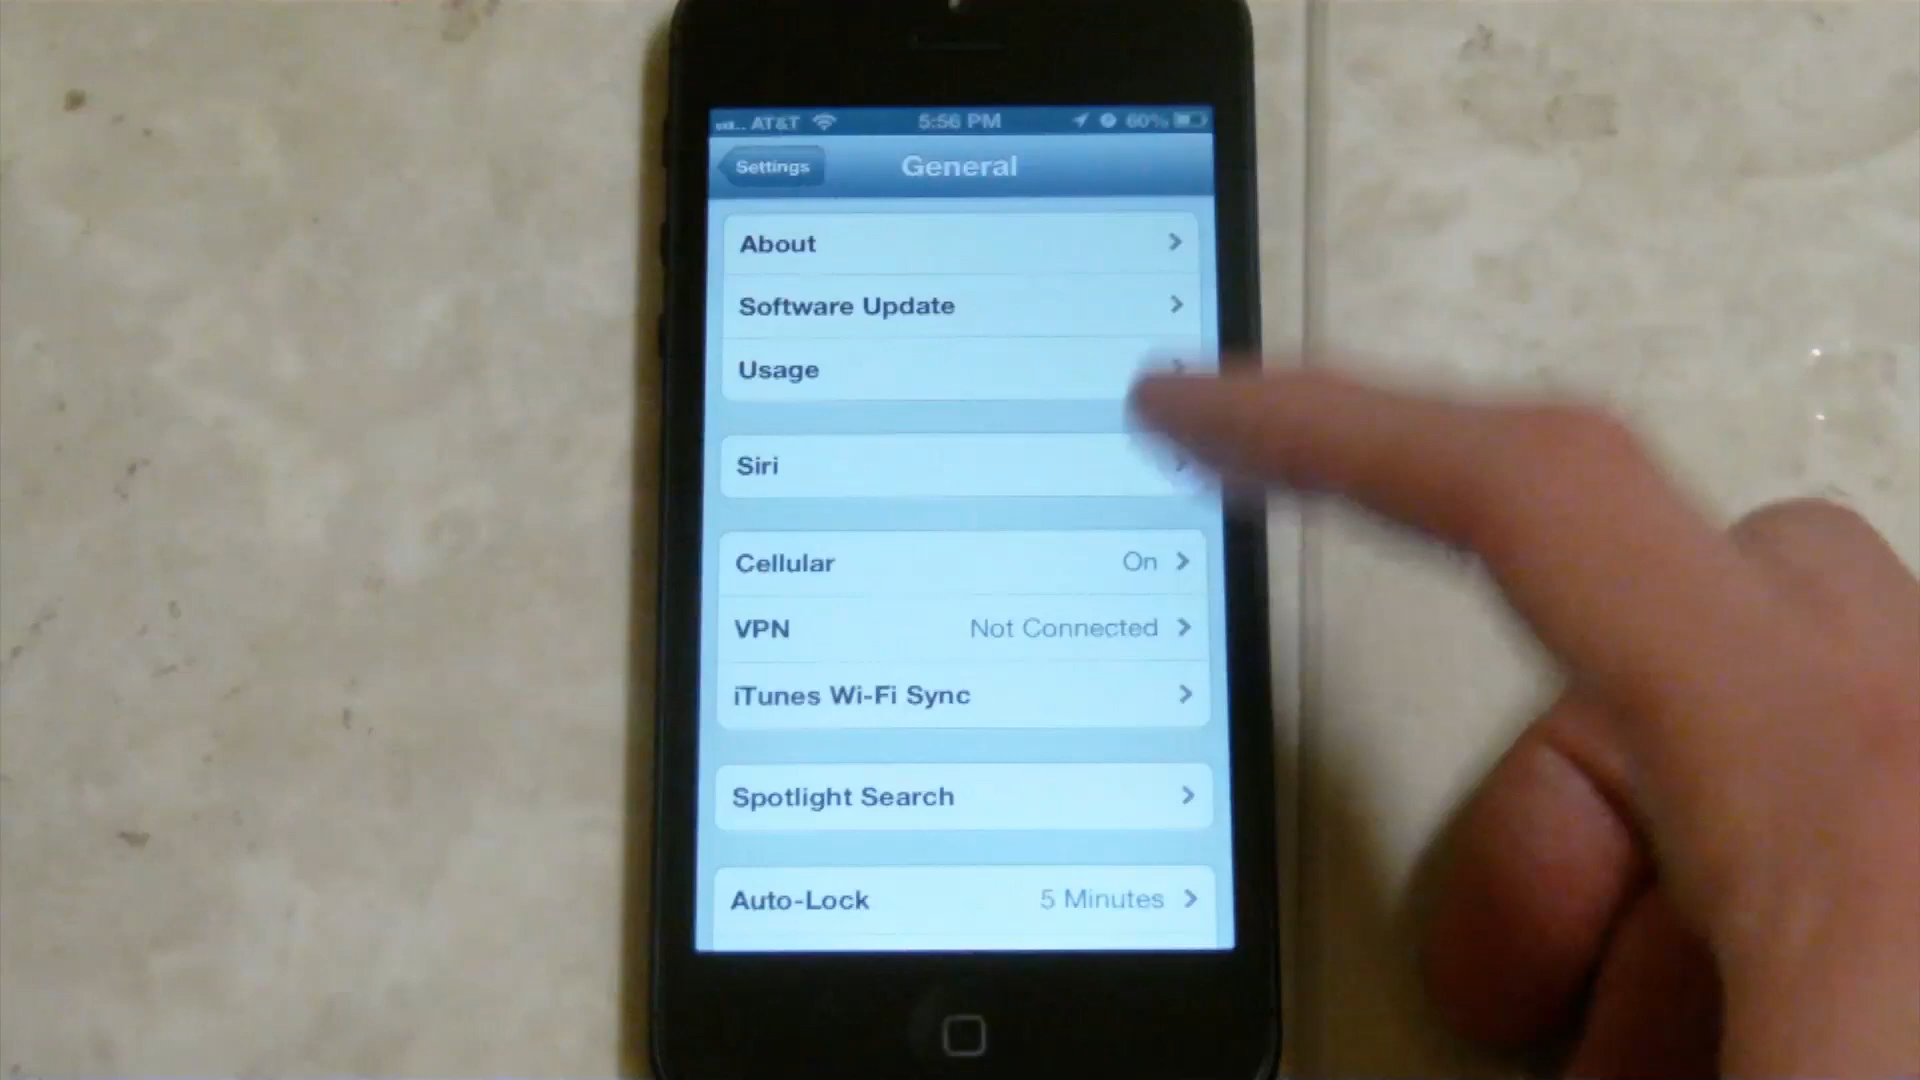 AT&T 5:56 PM 60%
Settings General
About
Software Update
Usage
Siri
Cellular On
VPN Not Connected
iTunes Wi-Fi Sync
Spotlight Search
Auto-Lock 5 Minutes